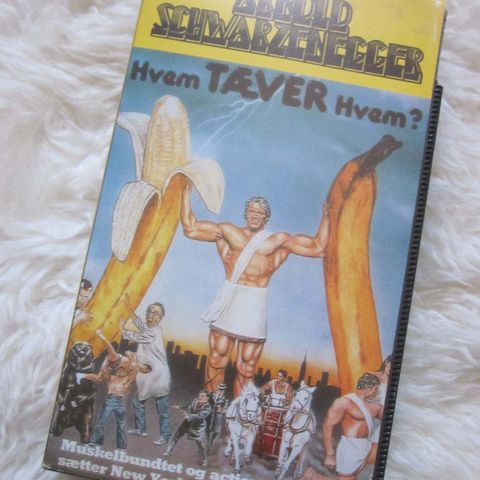 ARNOLD
SCHWARZENEGGER
Hvem TÆVER Hvem?
Muskelbundtet og
sætter New